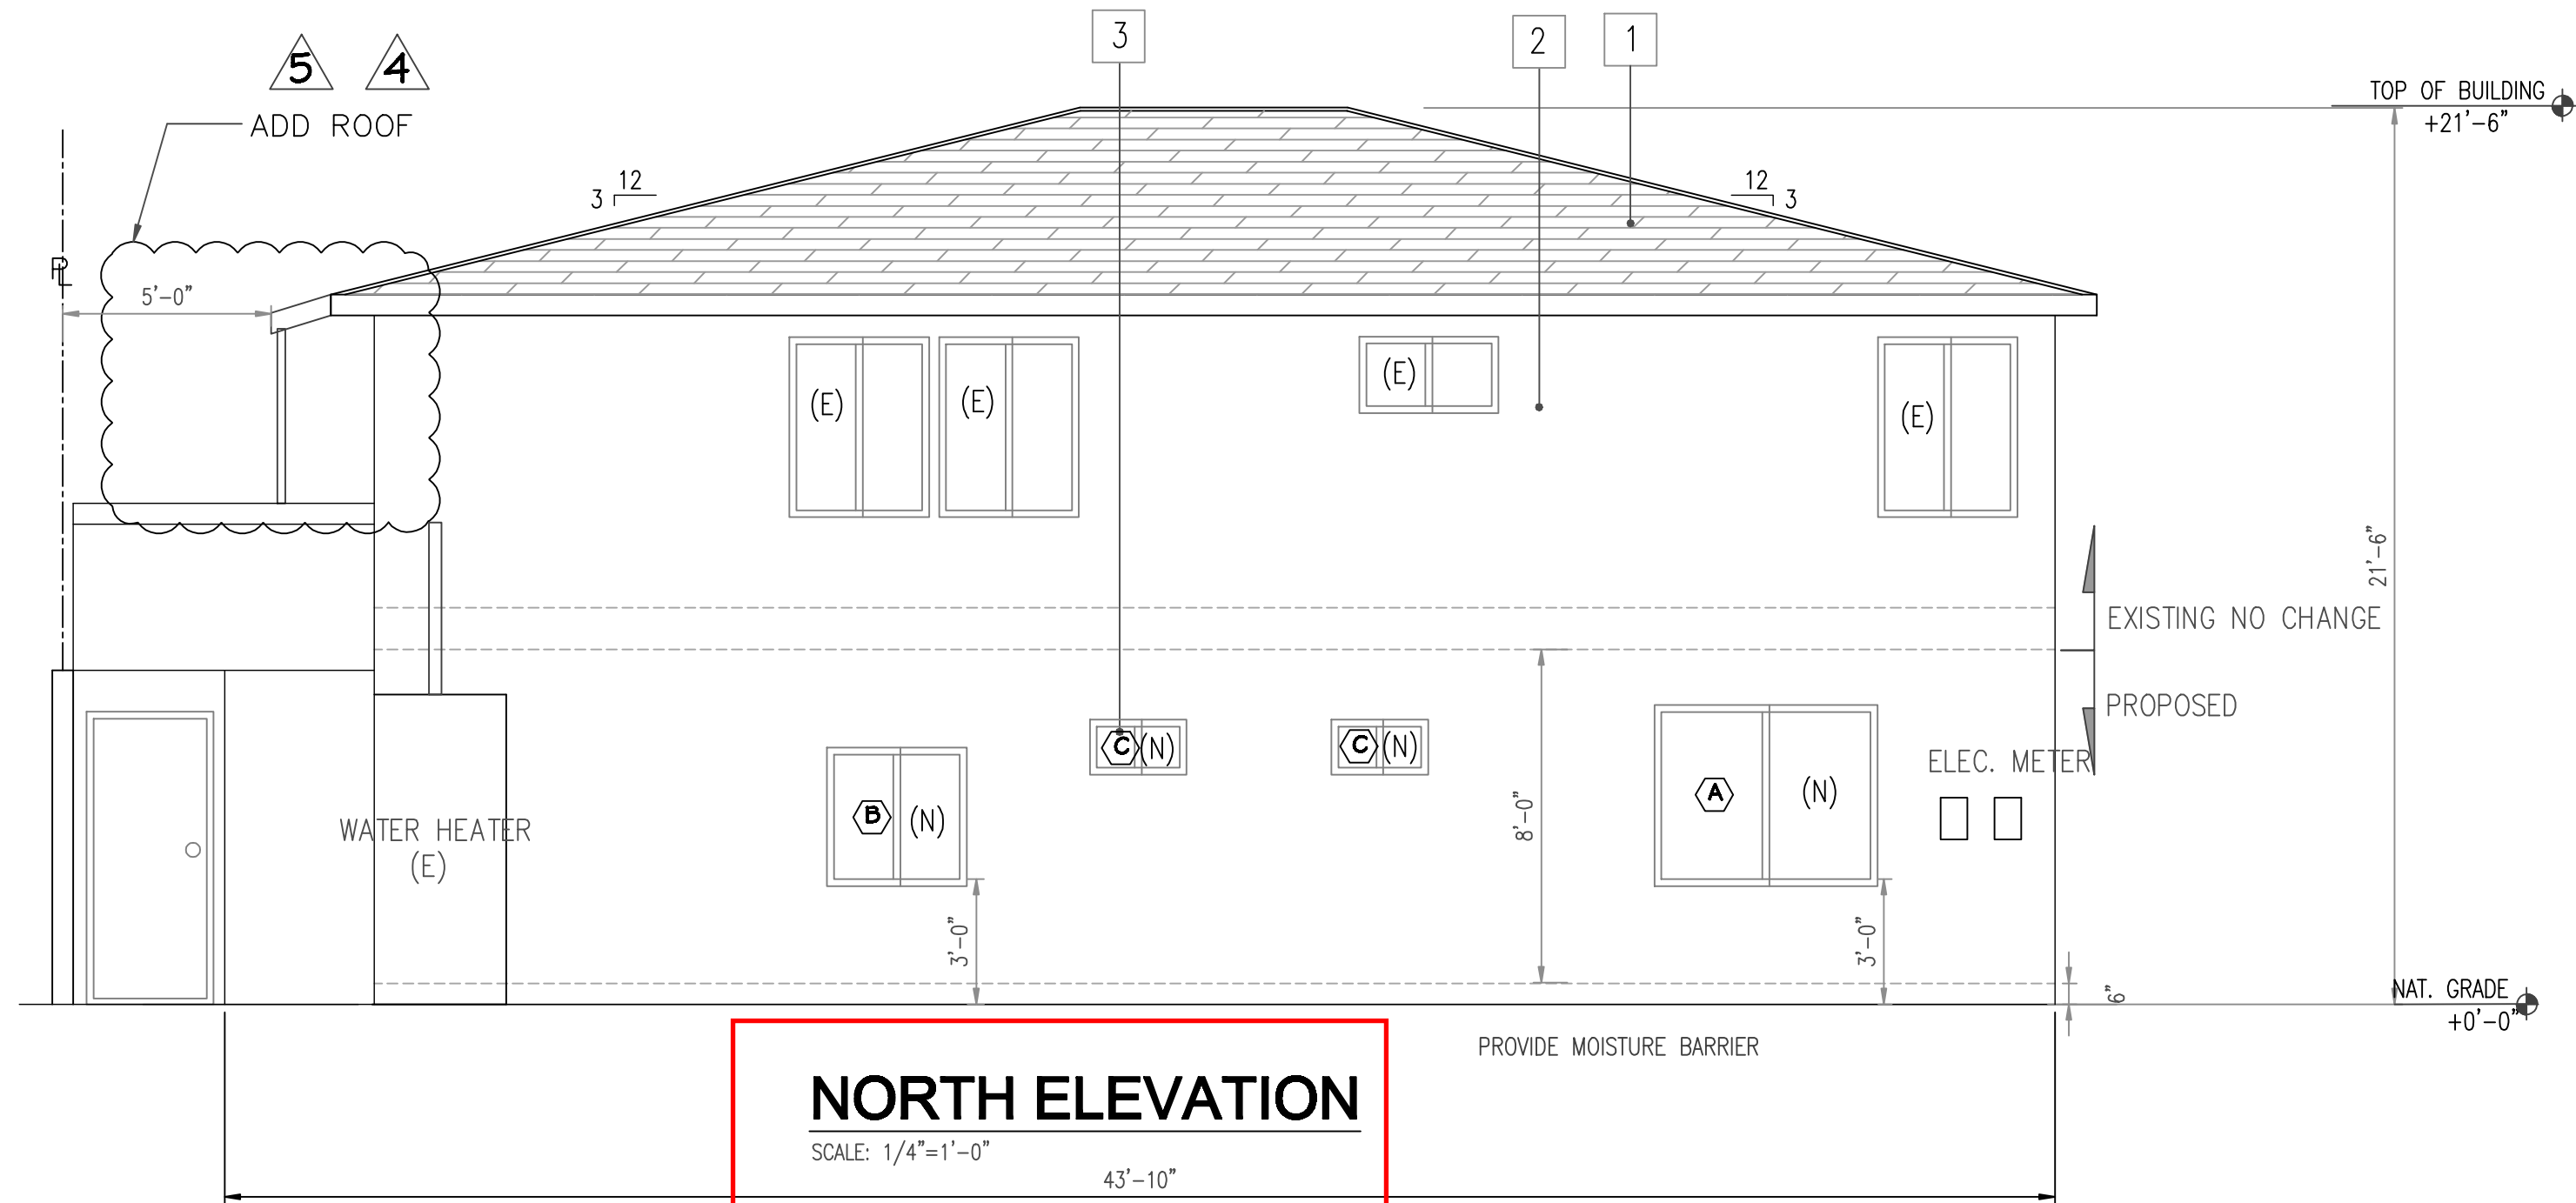 3
2
1
5 4
ADD ROOF
TOP OF BUILDING
+21'-6"
12
3
12
3
PL
5'-0"
(E)
(E)
(E)
(E)
21'-6"
EXISTING NO CHANGE
PROPOSED
C (N)
C (N)
ELEC. METER
A (N)
B (N)
8'-0"
WATER HEATER
(E)
3'-0"
3'-0"
6"
NAT. GRADE
+0'-0"
PROVIDE MOISTURE BARRIER
NORTH ELEVATION
SCALE: 1/4"=1'-0"
43'-10"